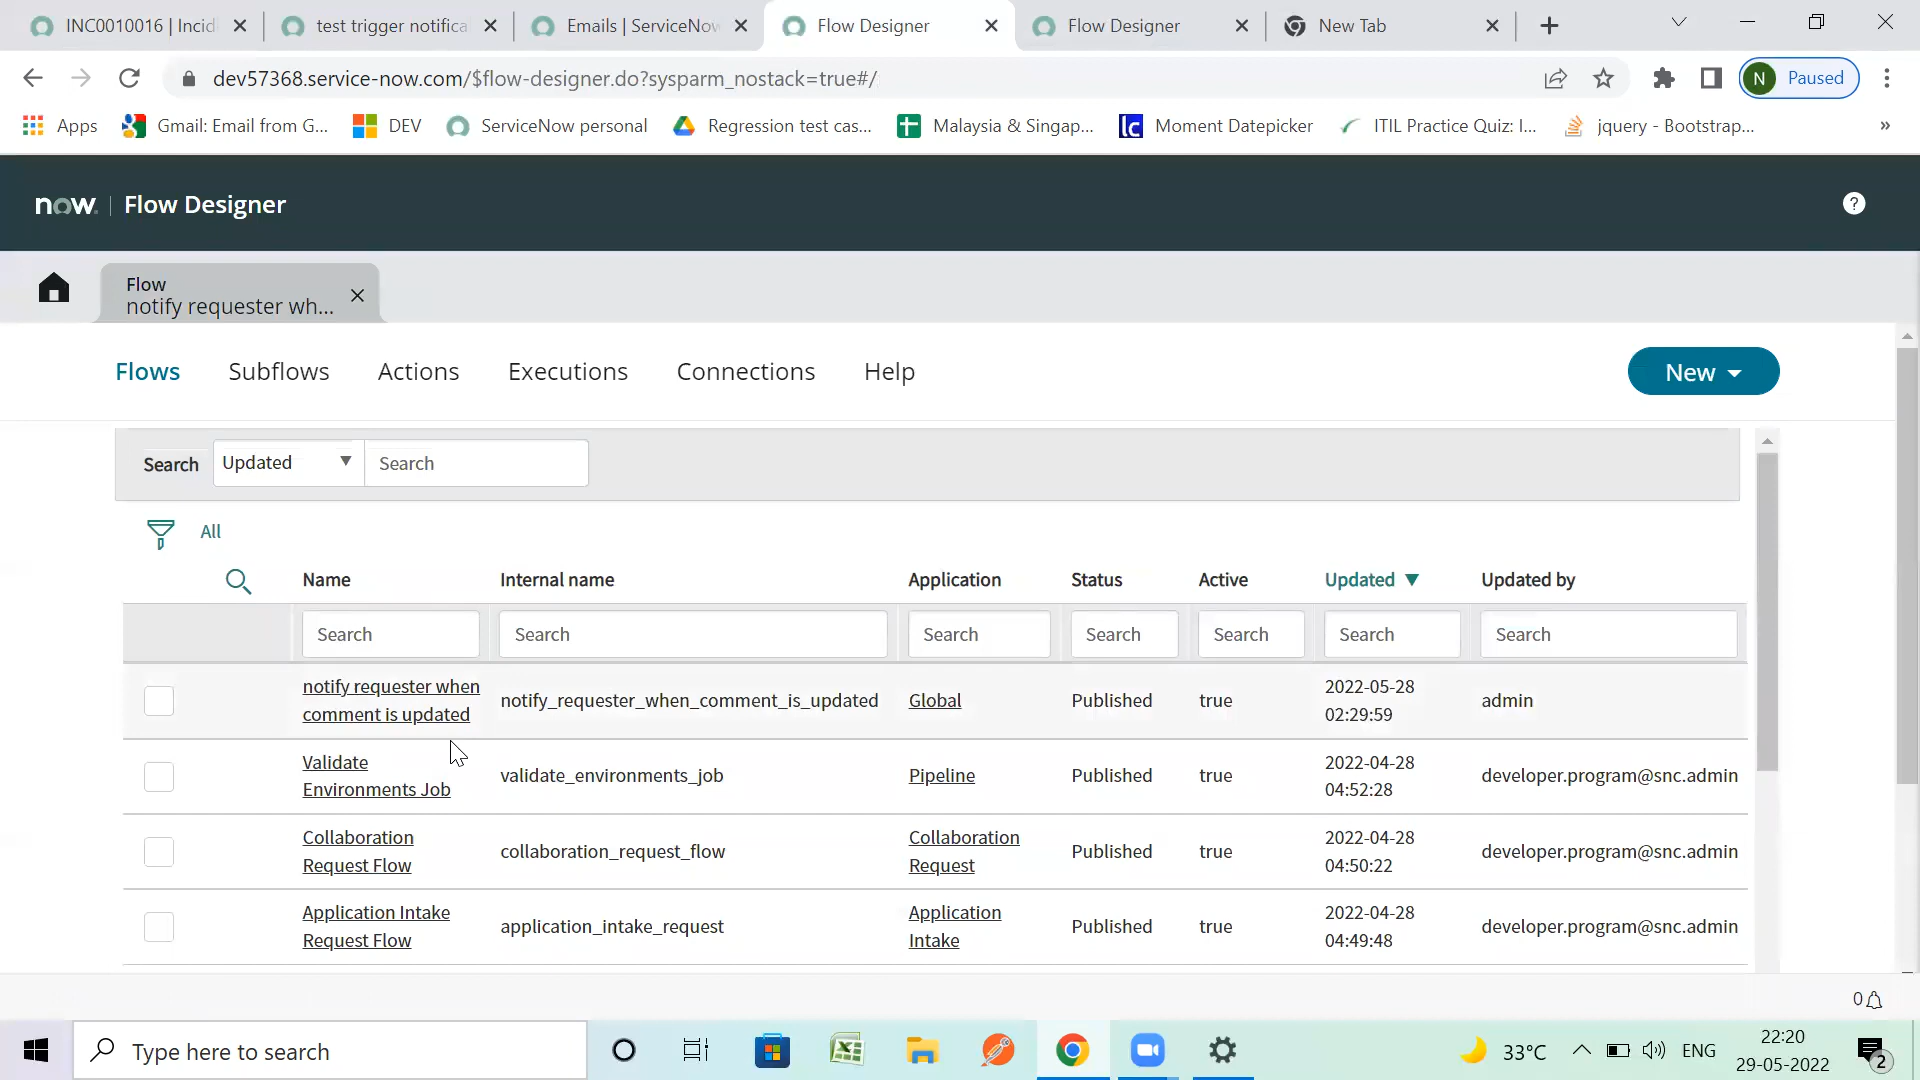 INC0010016 | Incid
test trigger notifica
Emails | ServiceNow
Flow Designer
Flow Designer
New Tab
dev57368.service-now.com/$flow-designer.do?sysparm_nostack=true#/
N
Paused
Apps
Gmail: Email from G...
DEV
ServiceNow personal
Regression test cas...
Malaysia & Singap...
lc
Moment Datepicker
ITIL Practice Quiz: I...
jquery - Bootstrap...
»
now. | Flow Designer
?
Flow
notify requester wh...
Flows
Subflows
Actions
Executions
Connections
Help
New
Search
Updated
Search
All
Name
Internal name
Application
Status
Active
Updated
Updated by
Search
Search
Search
Search
Search
Search
Search
notify requester when
comment is updated
notify_requester_when_comment_is_updated
Global
Published
true
2022-05-28
02:29:59
admin
Validate
Environments Job
validate_environments_job
Pipeline
Published
true
2022-04-28
04:52:28
developer.program@snc.admin
Collaboration
Request Flow
collaboration_request_flow
Collaboration
Request
Published
true
2022-04-28
04:50:22
developer.program@snc.admin
Application Intake
Request Flow
application_intake_request
Application
Intake
Published
true
2022-04-28
04:49:48
developer.program@snc.admin
0
Type here to search
33°C
ENG
22:20
29-05-2022
2